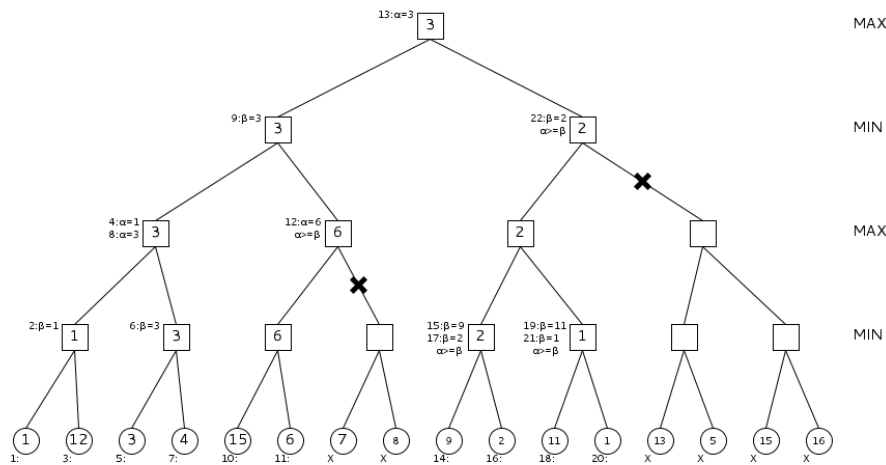 13:α=3
3
MAX
9:β=3
3
22:β=2
α>=β
2
MIN
4:α=1
8:α=3
3
12:α=6
α>=β
6
2
MAX
2:β=1
1
6:β=3
3
6
15:β=9
17:β=2
α>=β
2
19:β=11
21:β=1
α>=β
1
MIN
1 12 3 4 15 6 7 8 9 2 11 1 13 5 15 16
1: 3: 5: 7: 10: 11: X X 14: 16: 18: 20: X X X X